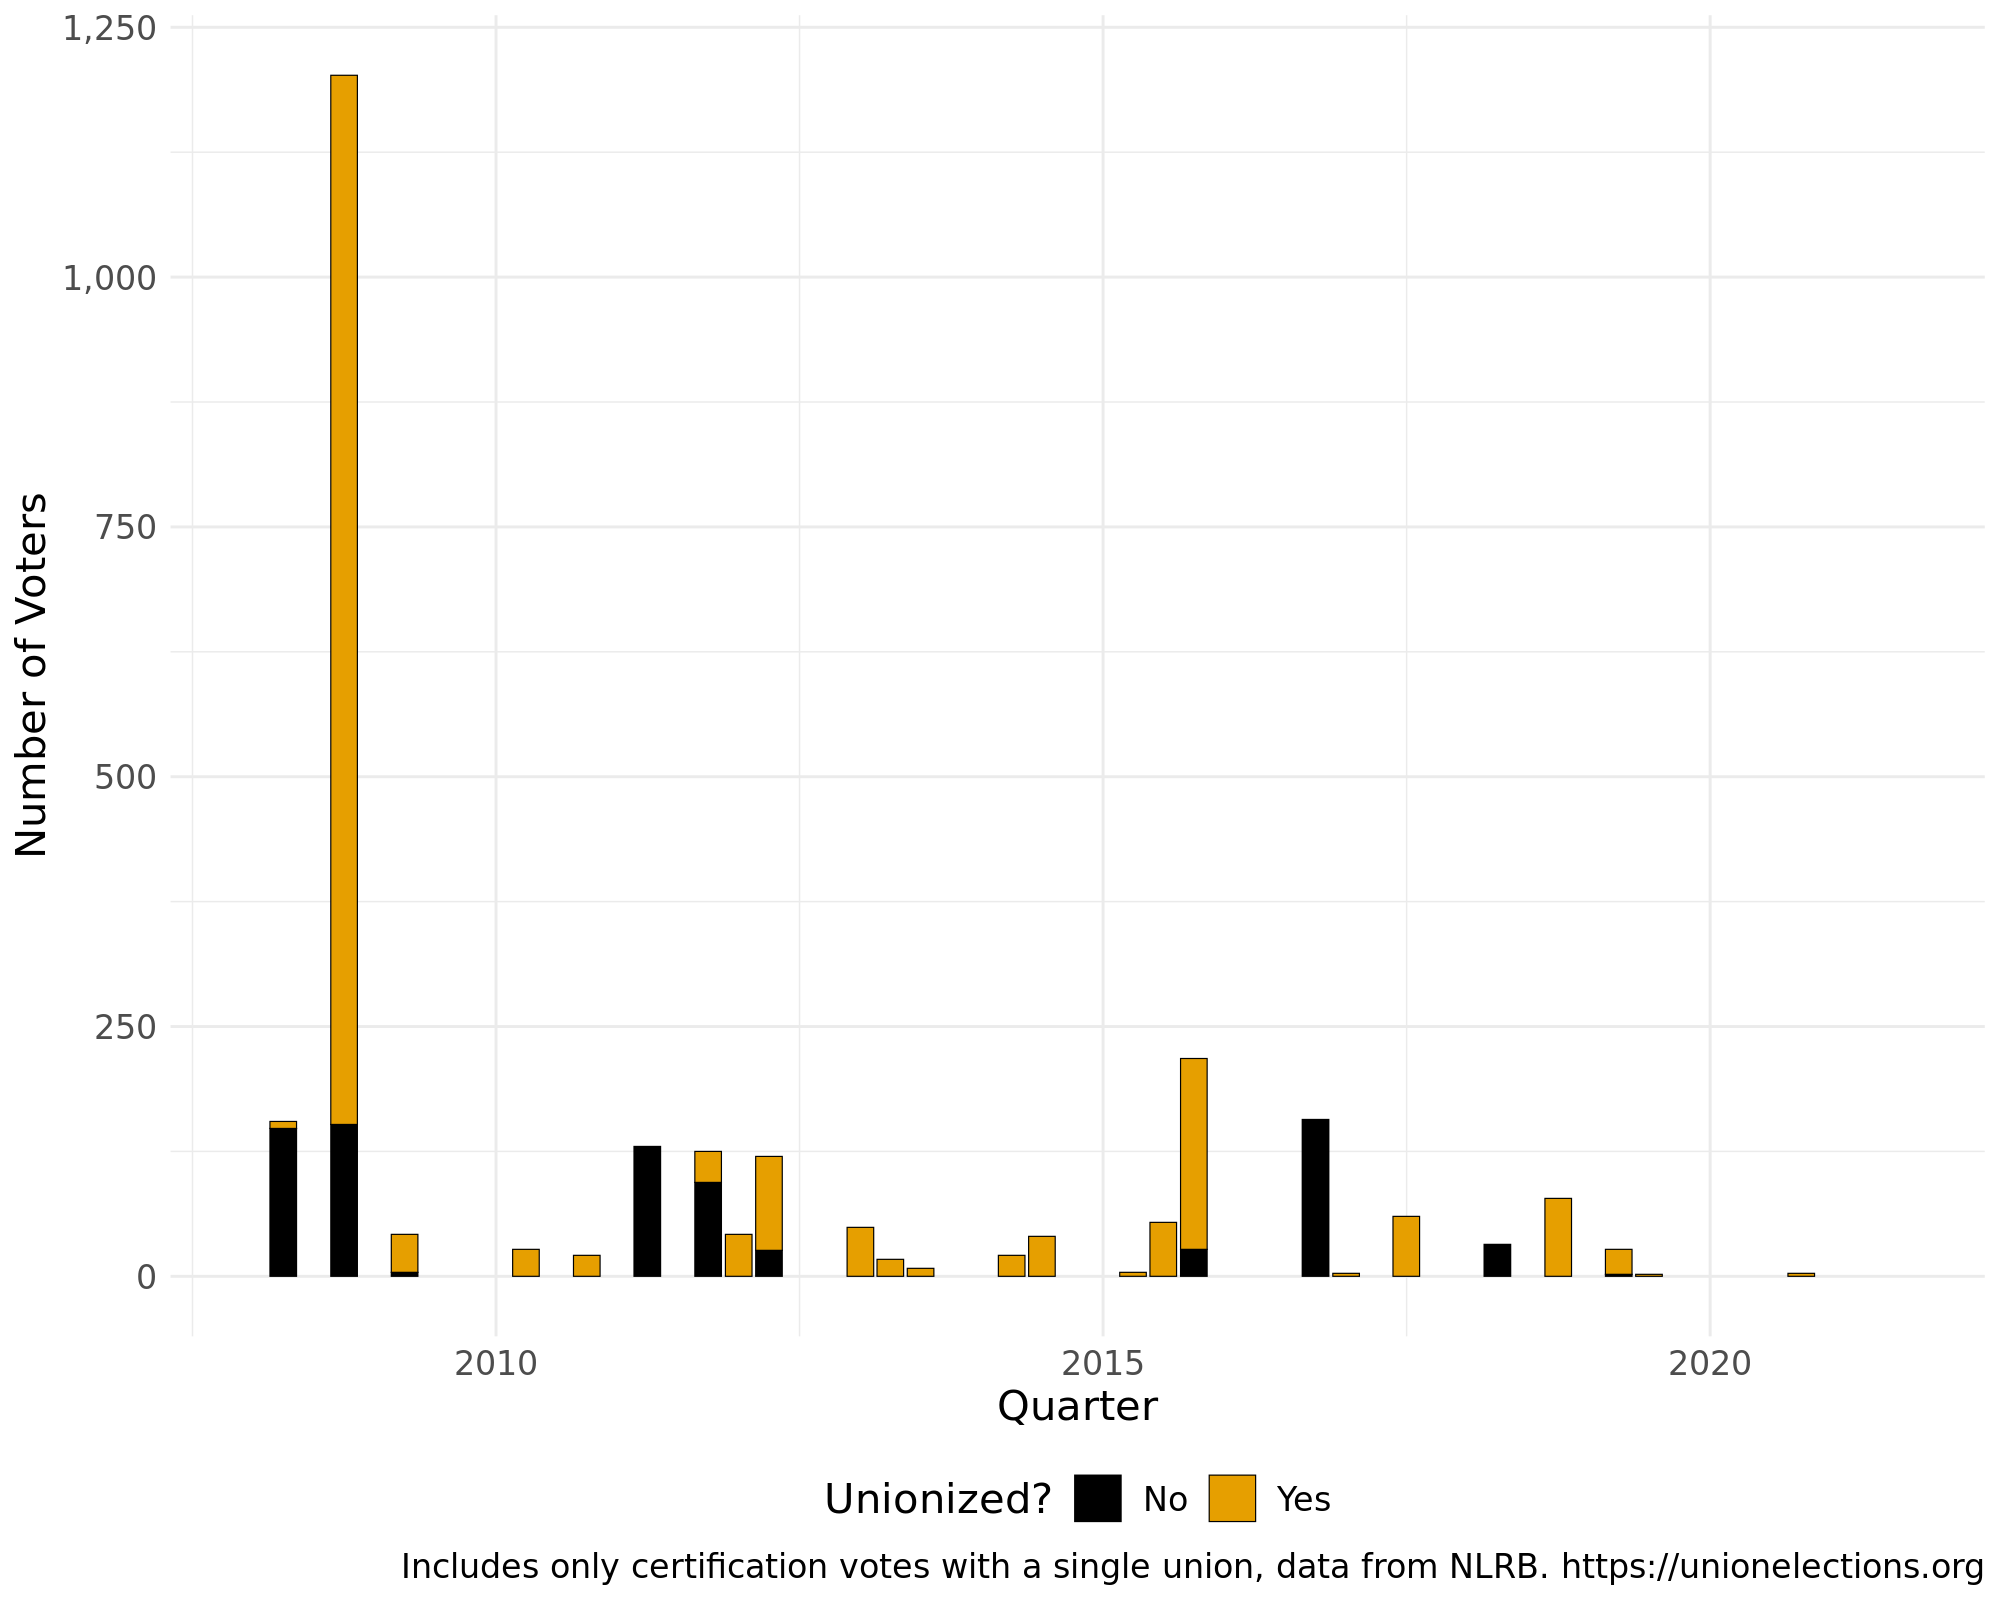 1,250
1,000
750
500
250
0
Number of Voters
2010 2015 2020
Quarter
Unionized? No Yes
Includes only certification votes with a single union, data from NLRB. https://unionelections.org